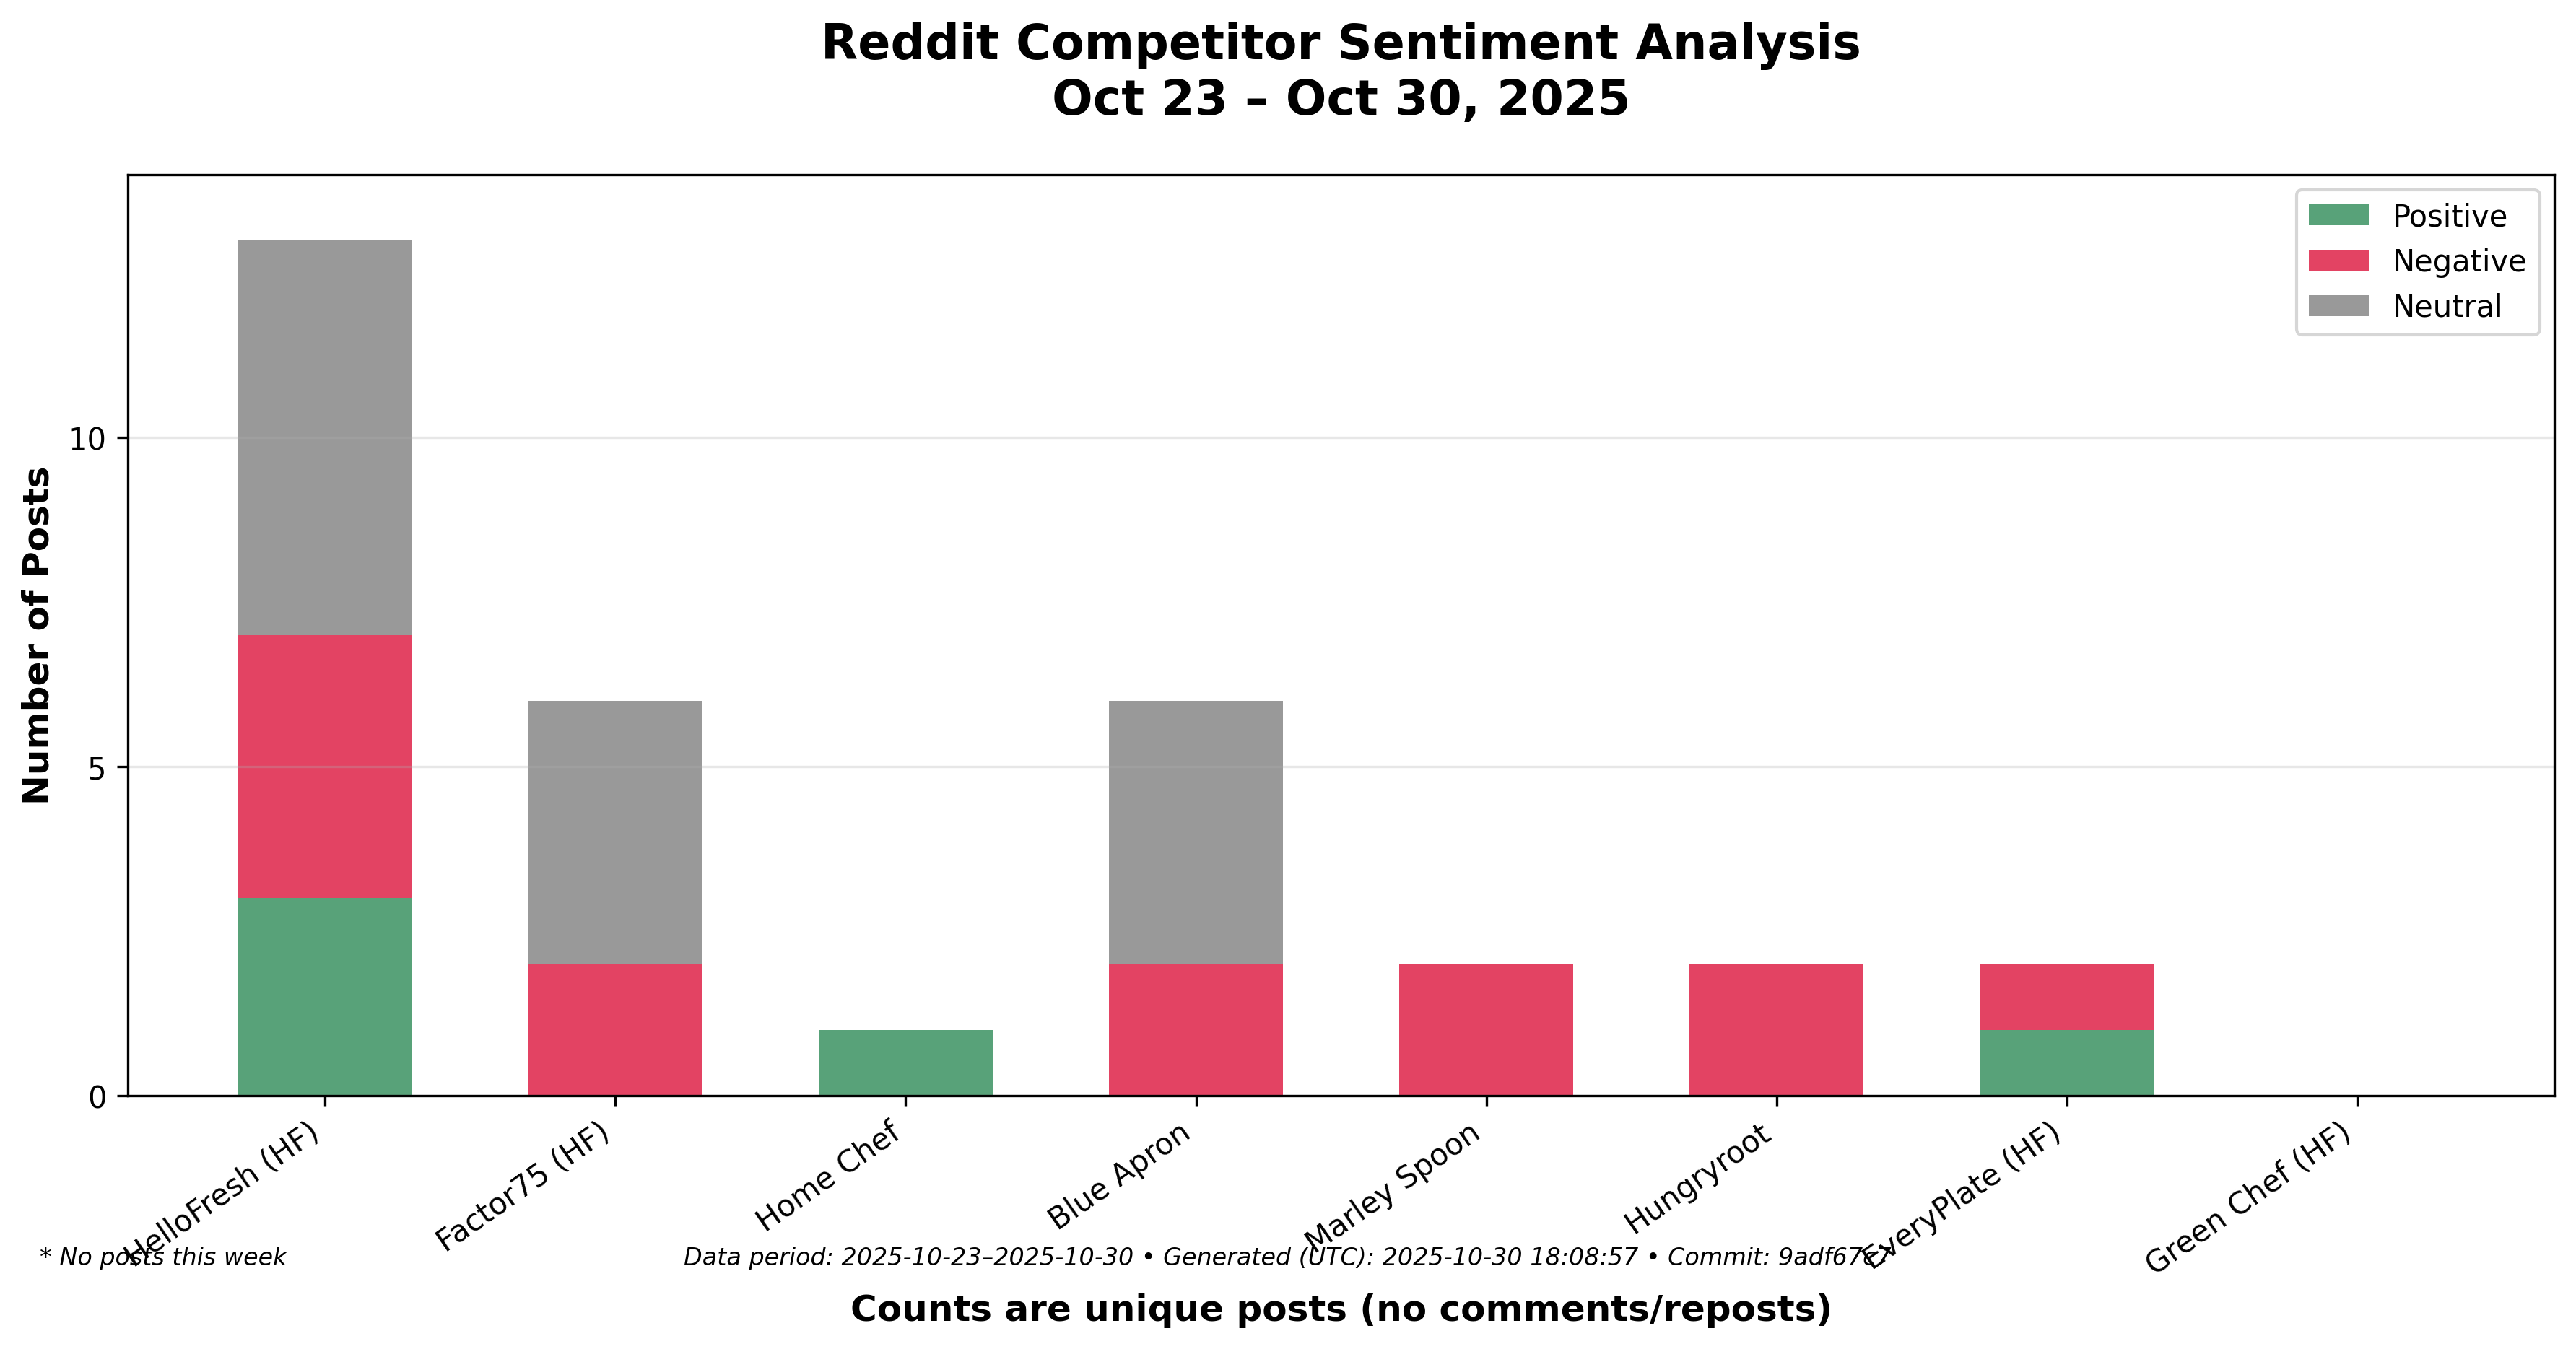 Reddit Competitor Sentiment Analysis
Oct 23 – Oct 30, 2025
Positive
Negative
Neutral
Number of Posts
10
5
0
HelloFresh (HF)
Factor75 (HF)
Home Chef
Blue Apron
Marley Spoon
Hungryroot
EveryPlate (HF)
Green Chef (HF)
* No posts this week
Data period: 2025-10-23–2025-10-30 • Generated (UTC): 2025-10-30 18:08:57 • Commit:
Counts are unique posts (no comments/reposts)